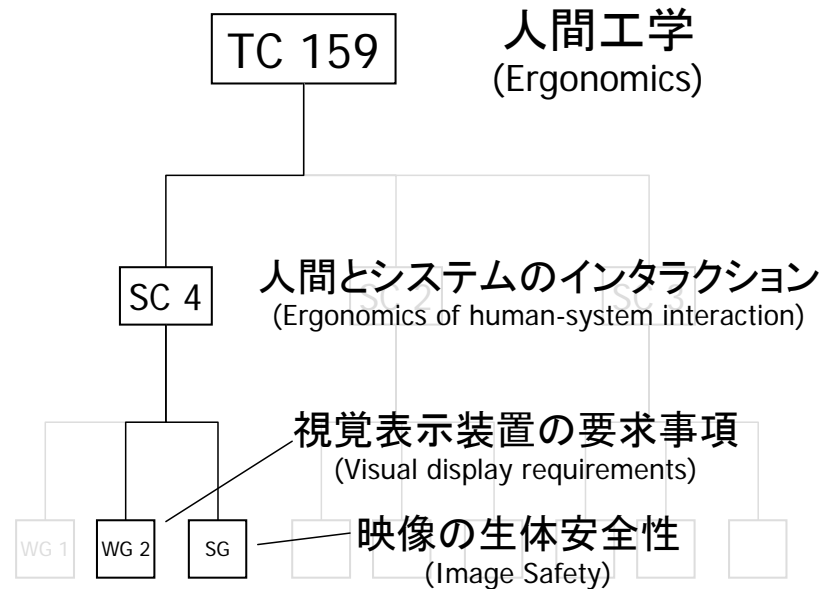 TC 159
人間工学
(Ergonomics)
SC 4
人間とシステムのインタラクション
(Ergonomics of human-system interaction)
SC 2
SC 3
視覚表示装置の要求事項
(Visual display requirements)
WG 1
WG 2
SG
映像の生体安全性
(Image Safety)